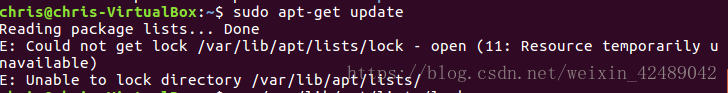 chris@chris-VirtualBox:~$ sudo apt-get update
Reading package lists... Done
E: Could not get lock /var/lib/apt/lists/lock - open (11: Resource temporarily u
navailable)
https://blog.csdn.net/weixin_42489042
E: Unable to lock directory /var/lib/apt/lists/